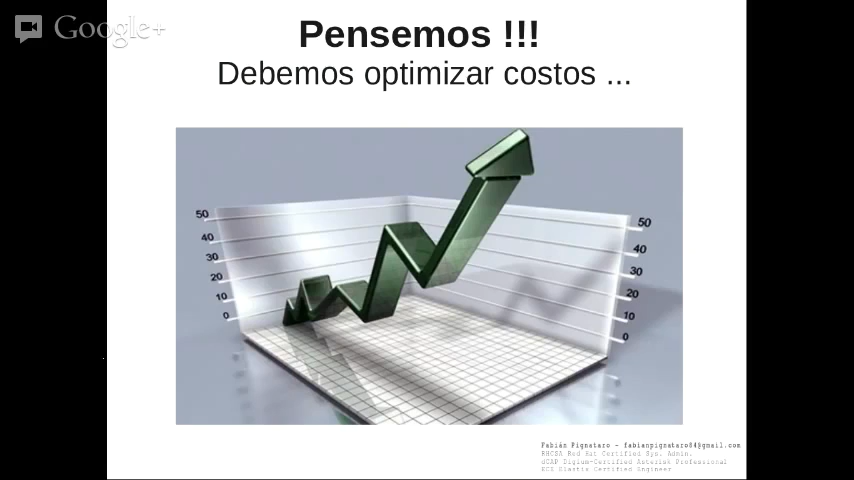 Google+
Pensemos !!!
Debemos optimizar costos ...
50
40
30
20
10
0
50
40
30
20
10
0
Fabián Pignataro - fabianpignataro84@gmail.com
RHCSA Red Hat Certified Sys. Admin.
dCAP Digium-Certified Asterisk Professional
ECE Elastix Certified Engineer